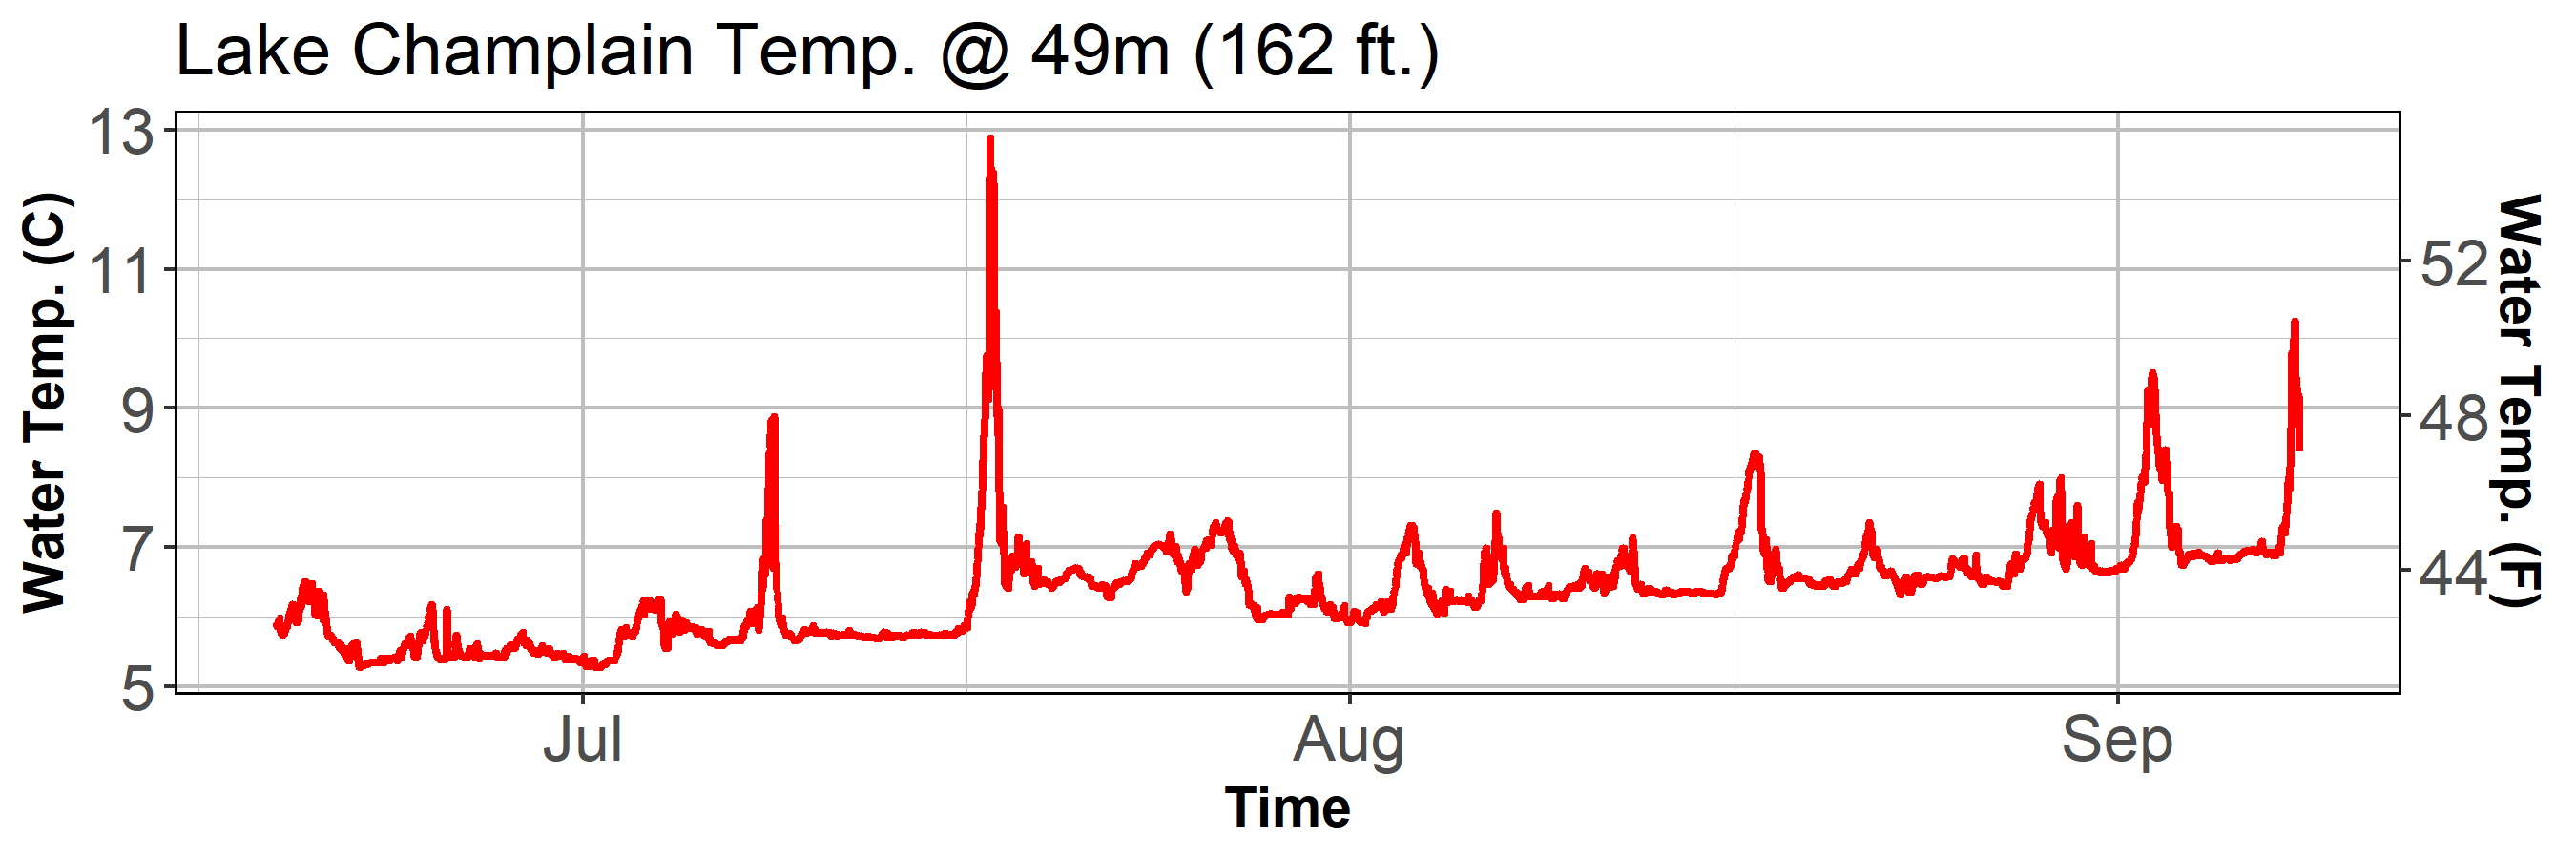 Lake Champlain Temp. @ 49m (162 ft.)
Water Temp. (C)
13
11
9
7
5
52
48
44
Water Temp. (F)
Jul Aug Sep
Time